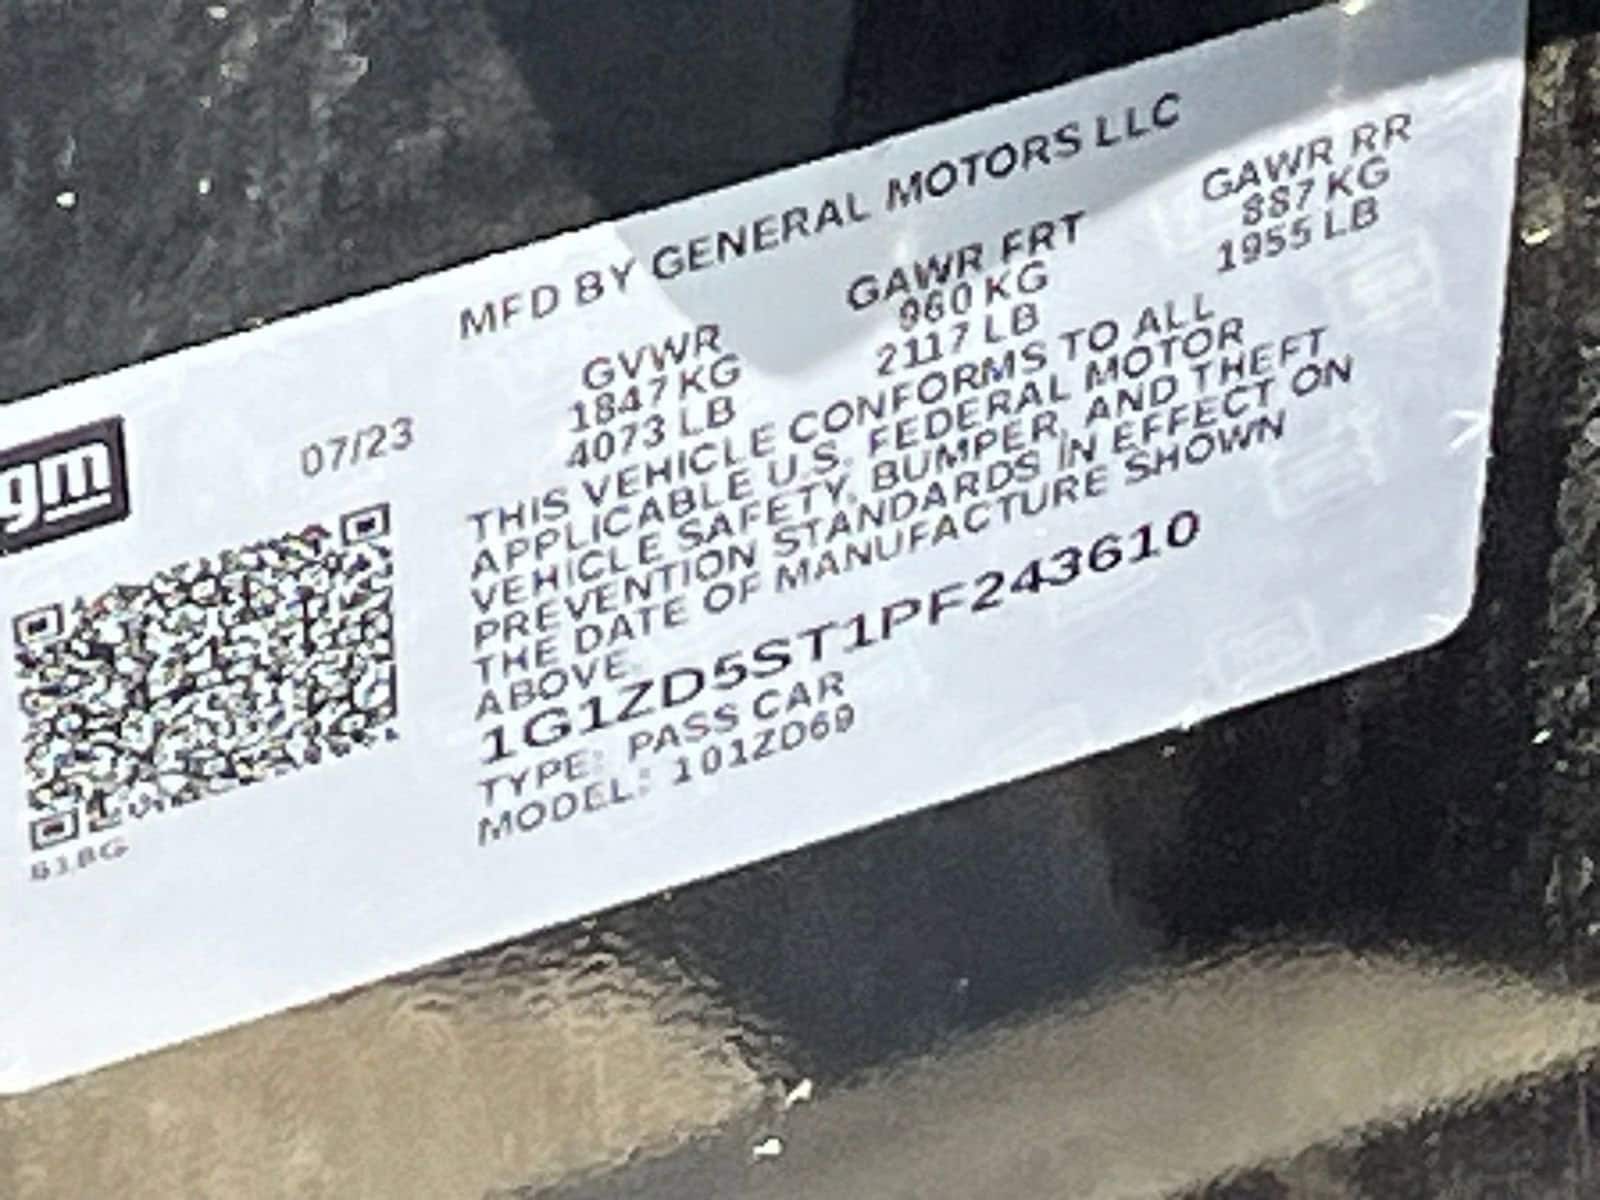 MFD BY GENERAL MOTORS LLC
gm
07/23
GVWR GAWR FRT GAWR RR
1847 KG 960 KG 887 KG
4073 LB 2117 LB 1955 LB
THIS VEHICLE CONFORMS TO ALL
APPLICABLE U.S. FEDERAL MOTOR
VEHICLE SAFETY, BUMPER, AND THEFT
PREVENTION STANDARDS IN EFFECT ON
THE DATE OF MANUFACTURE SHOWN
ABOVE.
1G1ZD5ST1PF243610
TYPE: PASS CAR
MODEL: 101ZD69